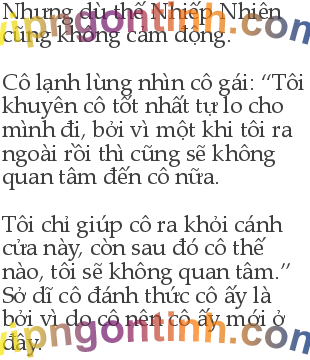 Nhưng dù thế Nhiếp Nhiên
cũng không cảm động.
Cô lạnh lùng nhìn cô gái: “Tôi
khuyên cô tốt nhất tự lo cho
mình đi, bởi vì một khi tôi ra
ngoài rồi thì cũng sẽ không
quan tâm đến cô nữa.
Tôi chỉ giúp cô ra khỏi cánh
cửa này, còn sau đó cô thế
nào, tôi sẽ không quan tâm.”
Sở dĩ cô đánh thức cô ấy là
bởi vì do cô nên cô ấy mới ở
đây.
vipngontinh.com
vipngontinh.com